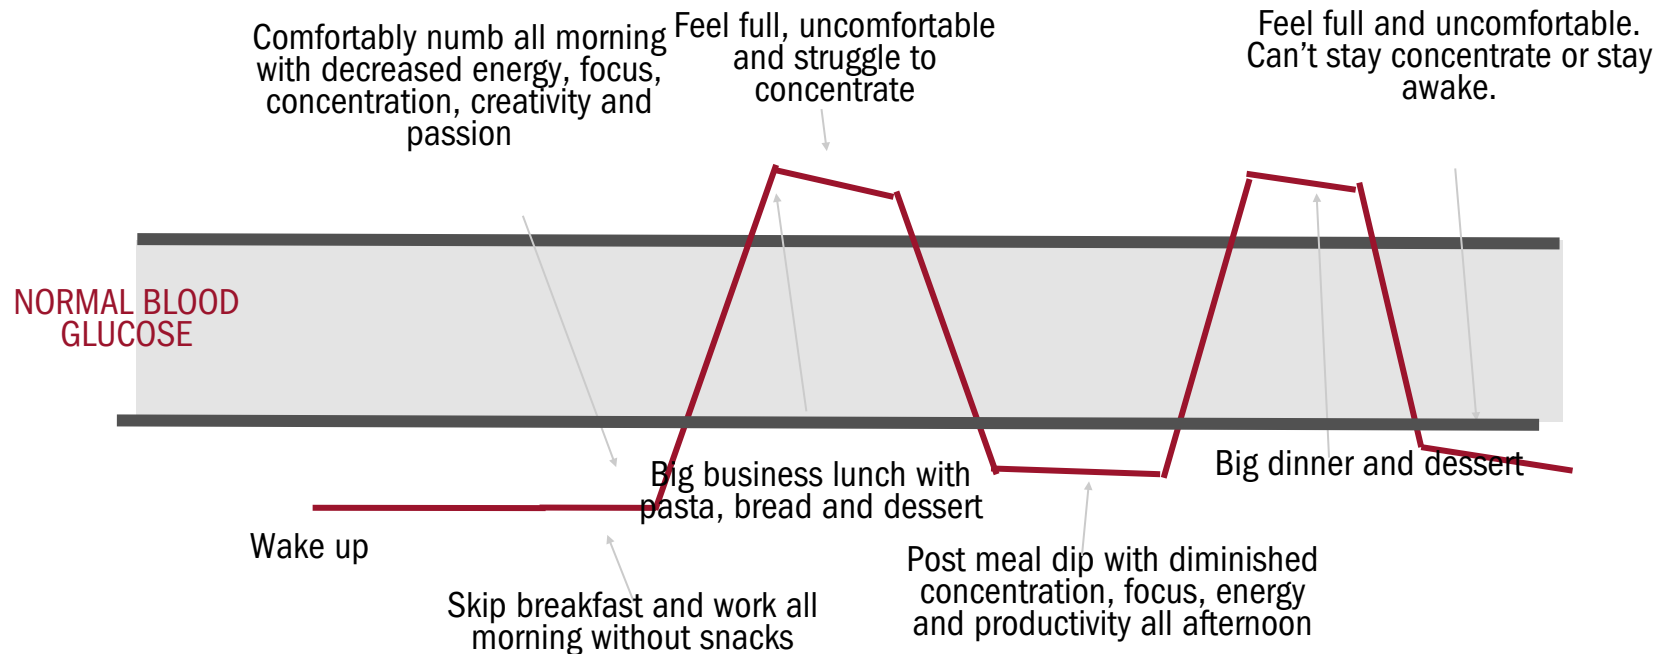 Comfortably numb all morning
with decreased energy, focus,
concentration, creativity and
passion
Feel full, uncomfortable
and struggle to
concentrate
Feel full and uncomfortable.
Can't stay concentrate or stay
awake.
NORMAL BLOOD
GLUCOSE
Big business lunch with
pasta, bread and dessert
Big dinner and dessert
Wake up
Skip breakfast and work all
morning without snacks
Post meal dip with diminished
concentration, focus, energy
and productivity all afternoon